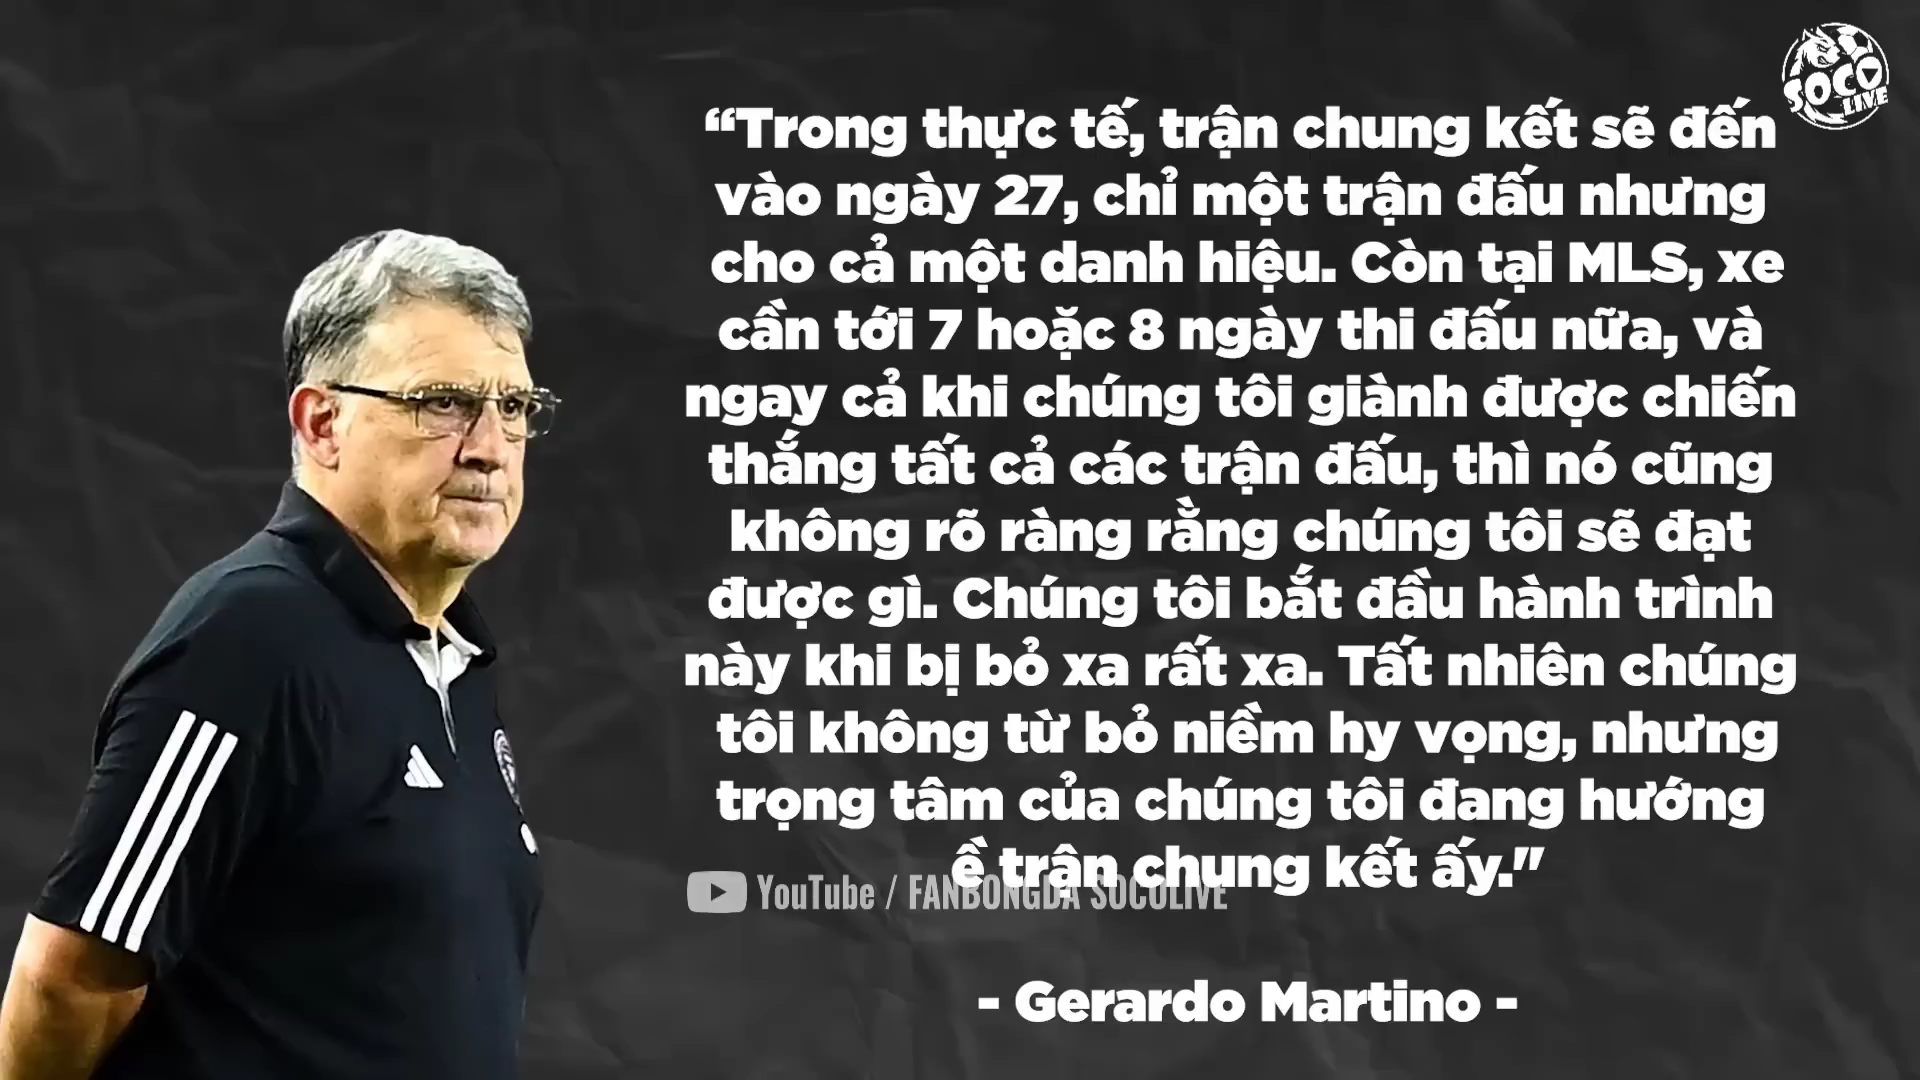 SOCO
LIVE
“Trong thực tế, trận chung kết sẽ đến
vào ngày 27, chỉ một trận đấu nhưng
cho cả một danh hiệu. Còn tại MLS, xe
cần tới 7 hoặc 8 ngày thi đấu nữa, và
ngay cả khi chúng tôi giành được chiến
thắng tất cả các trận đấu, thì nó cũng
không rõ ràng rằng chúng tôi sẽ đạt
được gì. Chúng tôi bắt đầu hành trình
này khi bị bỏ xa rất xa. Tất nhiên chúng
tôi không từ bỏ niềm hy vọng, nhưng
trọng tâm của chúng tôi đang hướng
ề trận chung kết ấy."
YouTube / FANBONGDA SOCOLIVE
- Gerardo Martino -